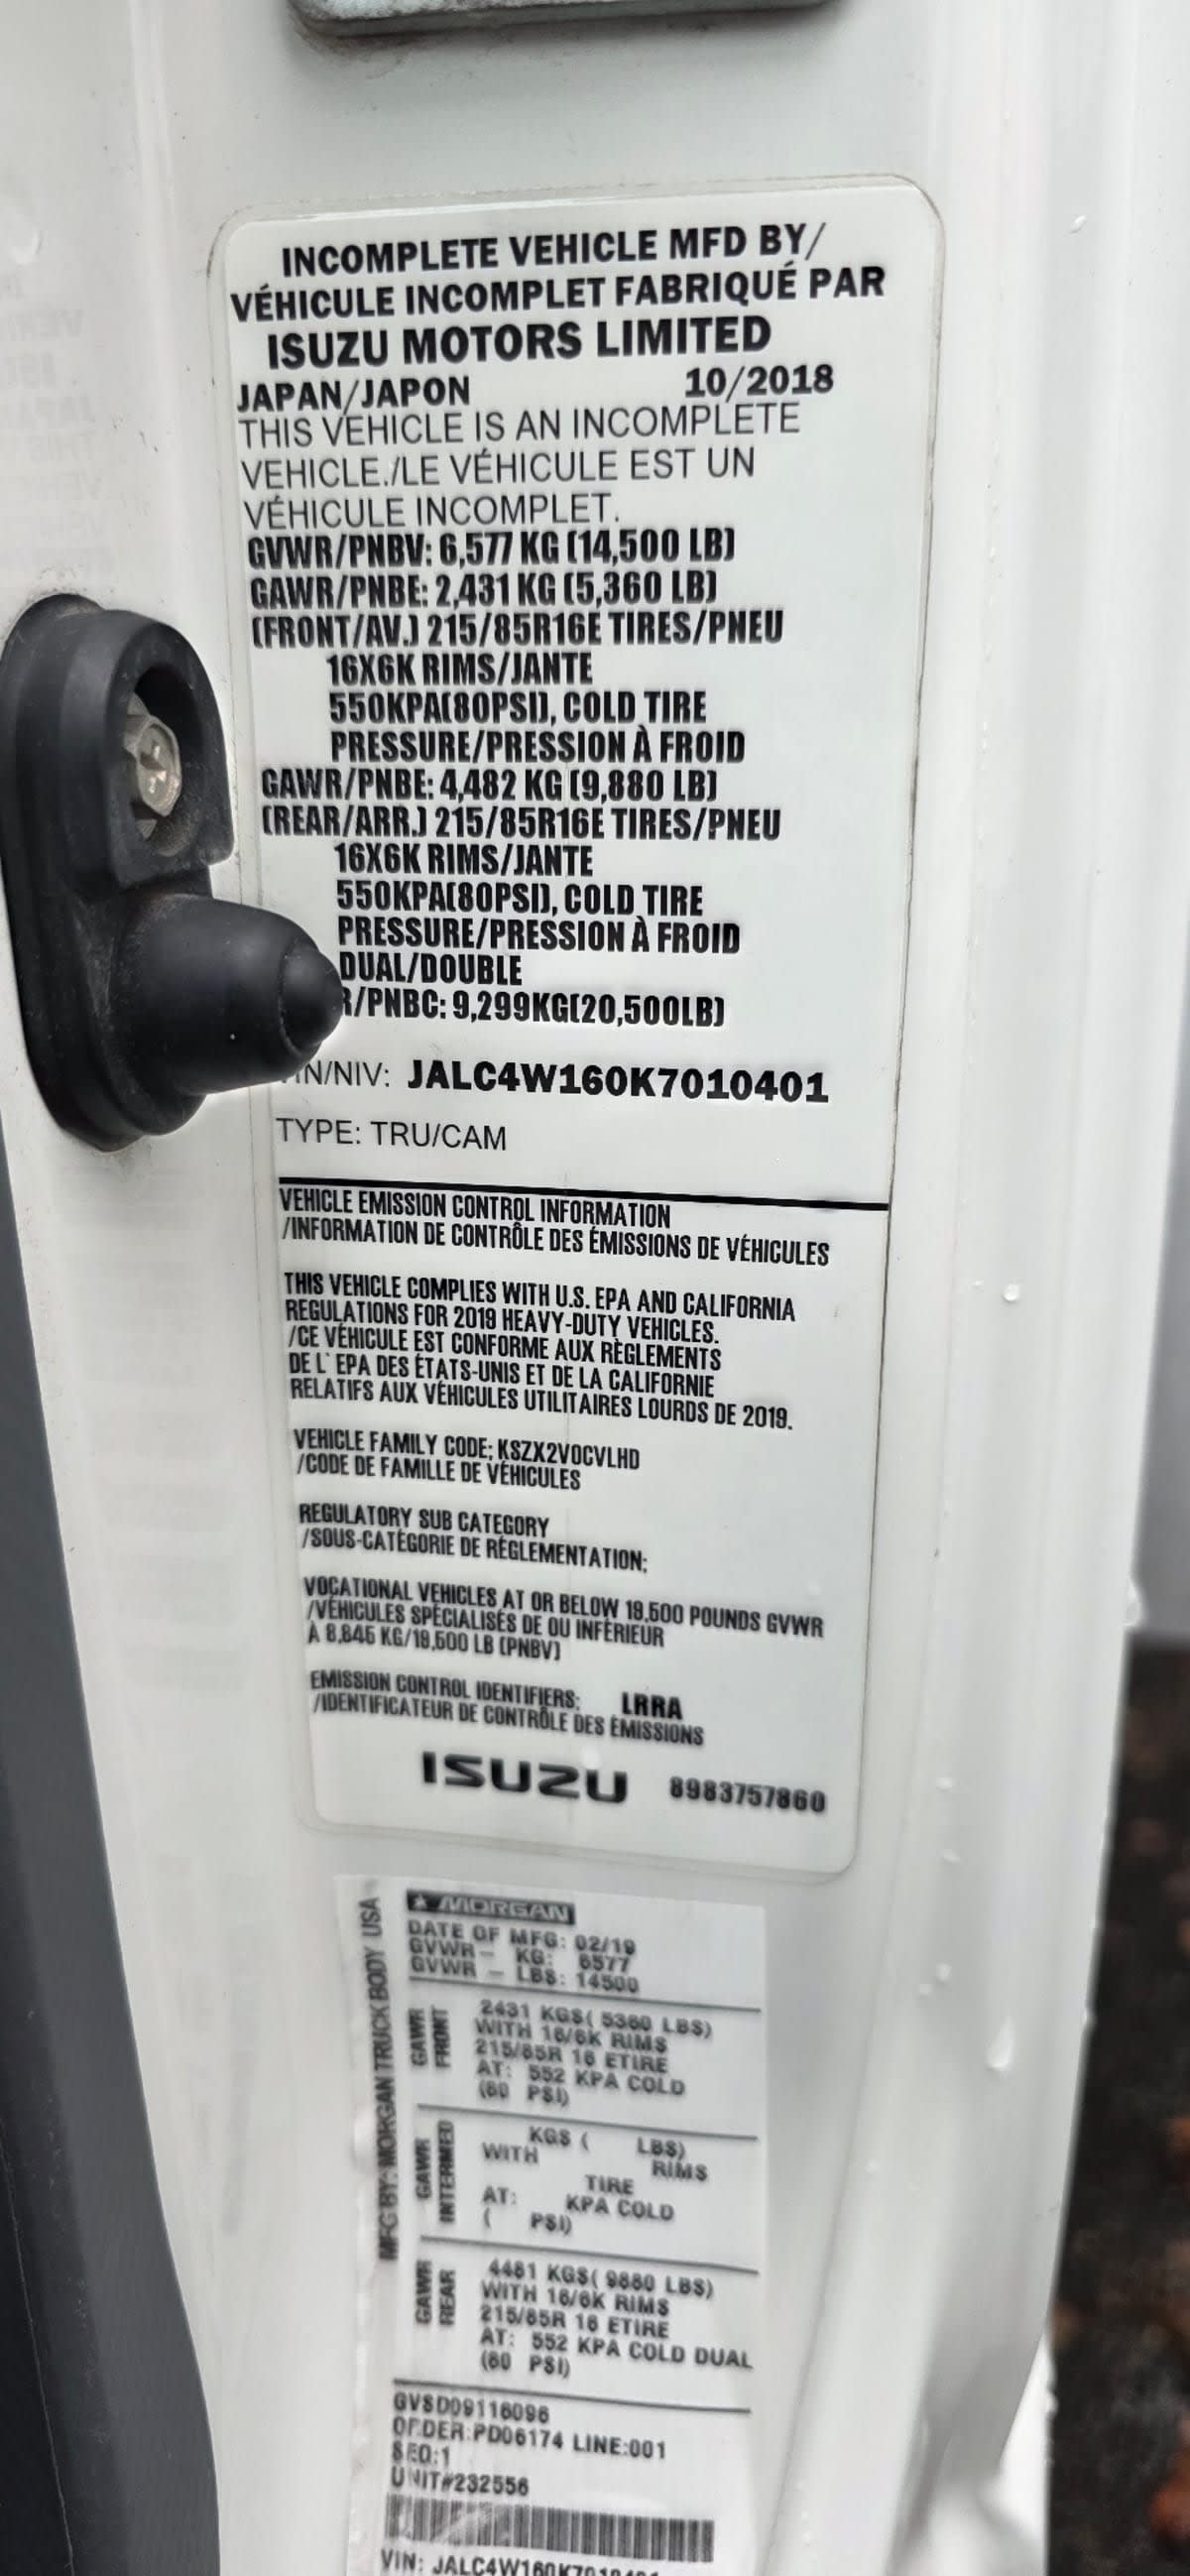 INCOMPLETE VEHICLE MFD BY/
VÉHICULE INCOMPLET FABRIQUÉ PAR
ISUZU MOTORS LIMITED
JAPAN/JAPON 10/2018
THIS VEHICLE IS AN INCOMPLETE
VEHICLE./LE VÉHICULE EST UN
VÉHICULE INCOMPLET.
GVWR/PNBV: 6,577 KG (14,500 LB)
GAWR/PNBE: 2,431 KG (5,360 LB)
(FRONT/AV.) 215/85R16E TIRES/PNEU
16X6K RIMS/JANTE
550KPA(80PSI), COLD TIRE
PRESSURE/PRESSION À FROID
GAWR/PNBE: 4,482 KG (9,880 LB)
(REAR/ARR.) 215/85R16E TIRES/PNEU
16X6K RIMS/JANTE
550KPA(80PSI), COLD TIRE
PRESSURE/PRESSION À FROID
DUAL/DOUBLE
R/PNBC: 9,299KG(20,500LB)
IN/NIV: JALC4W160K7010401
TYPE: TRU/CAM
VEHICLE EMISSION CONTROL INFORMATION
/INFORMATION DE CONTRÔLE DES ÉMISSIONS DE VÉHICULES
THIS VEHICLE COMPLIES WITH U.S. EPA AND CALIFORNIA
REGULATIONS FOR 2019 HEAVY-DUTY VEHICLES.
/CE VÉHICULE EST CONFORME AUX RÈGLEMENTS
DE L'EPA DES ÉTATS-UNIS ET DE LA CALIFORNIE
RELATIFS AUX VÉHICULES UTILITAIRES LOURDS DE 2019.
VEHICLE FAMILY CODE; KSZX2VOCVLHD
/CODE DE FAMILLE DE VÉHICULES
REGULATORY SUB CATEGORY
/SOUS-CATÉGORIE DE RÉGLEMENTATION;
VOCATIONAL VEHICLES AT OR BELOW 19,500 POUNDS GVWR
/VÉHICULES SPÉCIALISÉS DE OU INFÉRIEUR
À 8,845 KG/19,500 LB (PNBV)
EMISSION CONTROL IDENTIFIERS: LRRA
/IDENTIFICATEUR DE CONTRÔLE DES ÉMISSIONS
ISUZU 8983757860
MORGAN
MFG BY: MORGAN TRUCK BODY USA
DATE OF MFG: 02/19
GVWR - KG: 6577
GVWR - LBS: 14500
GAWR FRONT
2431 KGS( 5360 LBS)
WITH 16/6K RIMS
215/85R 16 ETIRE
AT: 552 KPA COLD
(80 PSI)
GAWR INTERMED
KGS ( LBS)
WITH RIMS
TIRE
AT: KPA COLD
( PSI)
GAWR REAR
4481 KGS( 9880 LBS)
WITH 16/6K RIMS
215/85R 16 ETIRE
AT: 552 KPA COLD DUAL
(80 PSI)
GVSD09116096
ORDER:PD06174 LINE:001
SEQ:1
UNIT#232556
VIN: JALC4W160K7010401